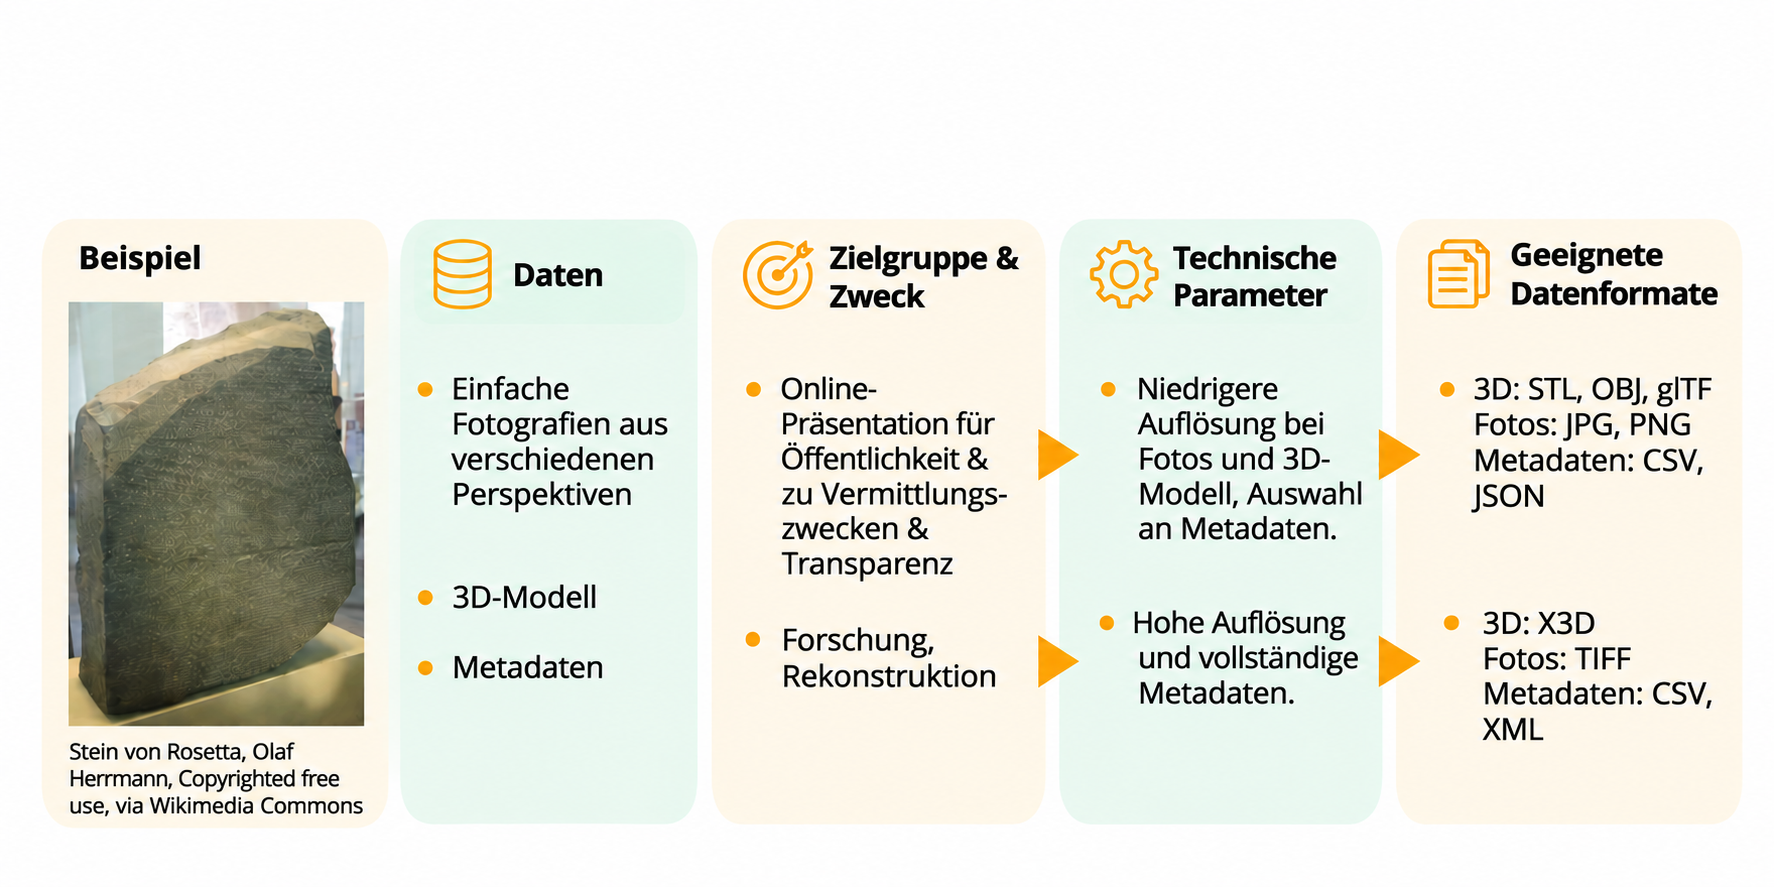 Beispiel
Stein von Rosetta, Olaf
Herrmann, Copyrighted free
use, via Wikimedia Commons
Daten
Einfache
Fotografien aus
verschiedenen
Perspektiven
3D-Modell
Metadaten
Zielgruppe &
Zweck
Online-
Präsentation für
Öffentlichkeit &
zu Vermittlungs-
zwecken &
Transparenz
Forschung,
Rekonstruktion
Technische
Parameter
Niedrigere
Auflösung bei
Fotos und 3D-
Modell, Auswahl
an Metadaten.
Hohe Auflösung
und vollständige
Metadaten.
Geeignete
Datenformate
3D: STL, OBJ, glTF
Fotos: JPG, PNG
Metadaten: CSV,
JSON
3D: X3D
Fotos: TIFF
Metadaten: CSV,
XML